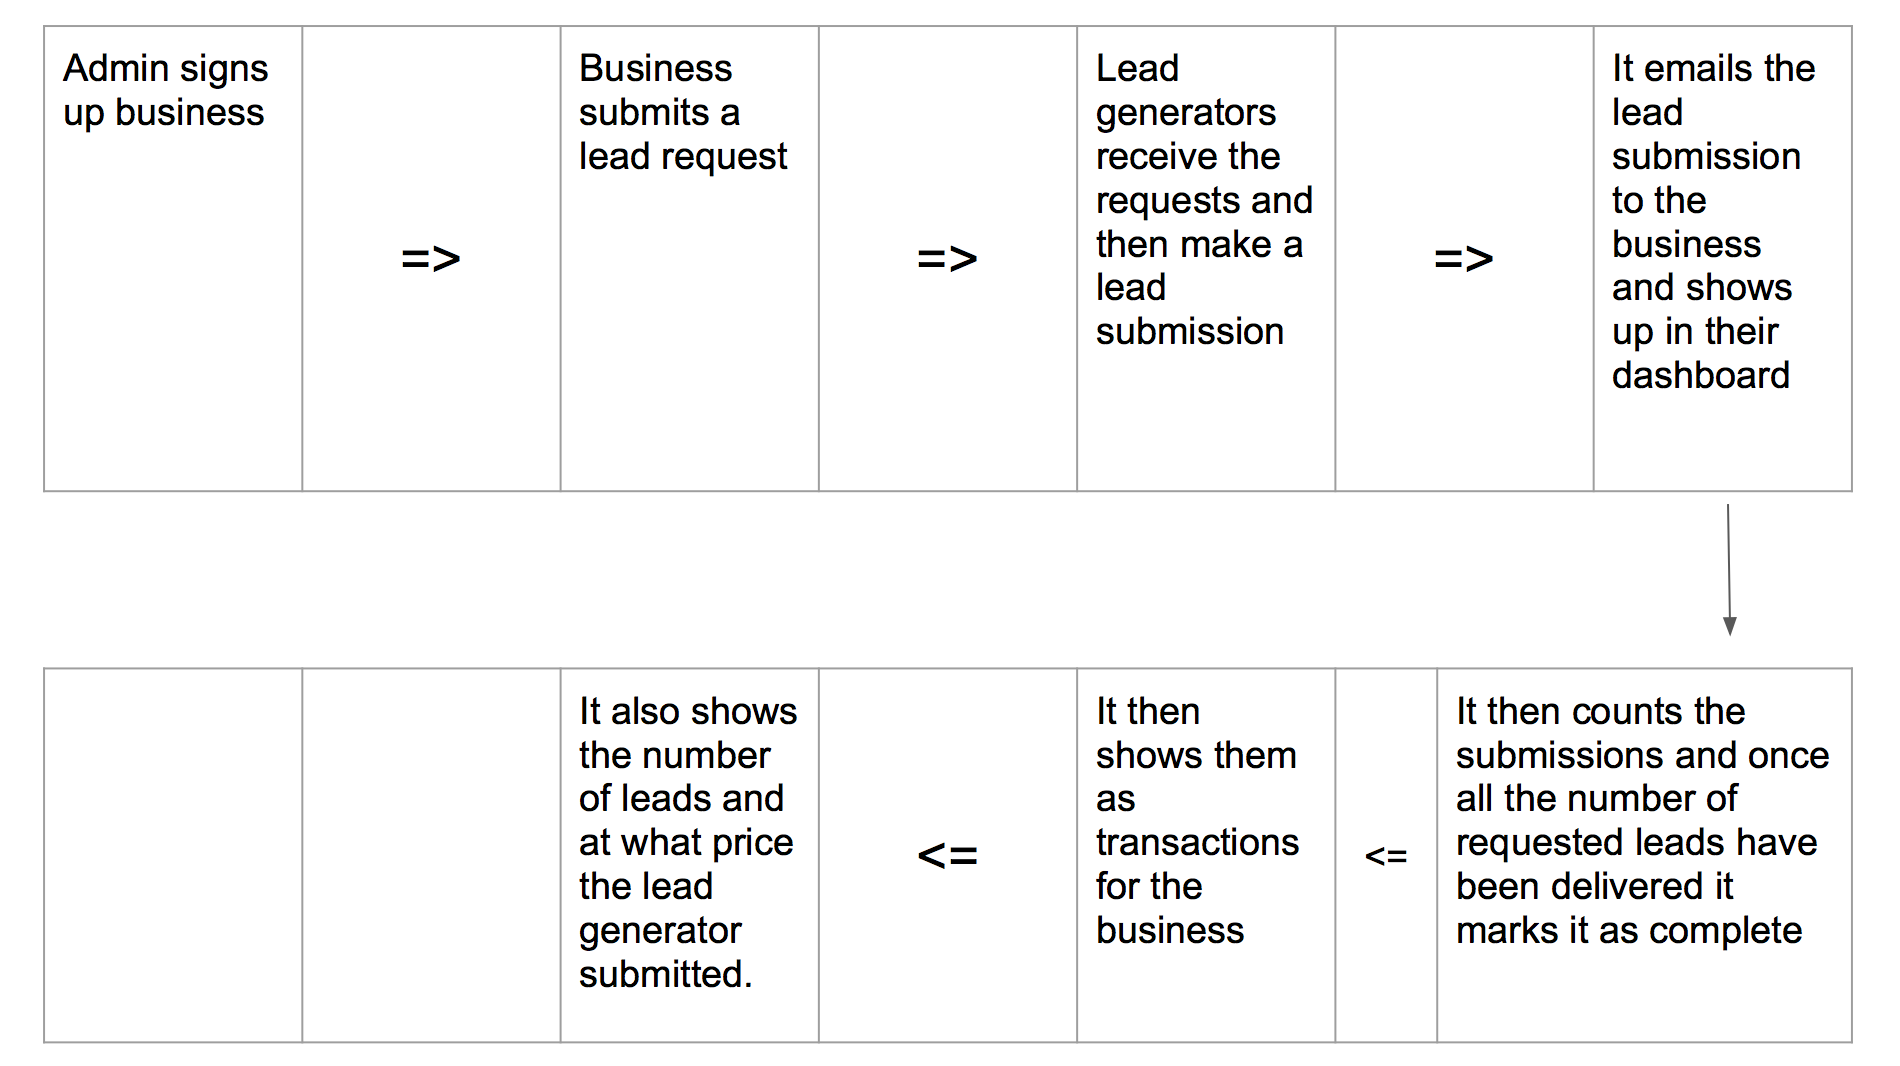 Admin signs
up business
=>
Business
submits a
lead request
=>
Lead
generators
receive the
requests and
then make a
lead
submission
=>
It emails the
lead
submission
to the
business
and shows
up in their
dashboard
It then counts the
submissions and once
all the number of
requested leads have
been delivered it
marks it as complete
<=
It then
shows them
as
transactions
for the
business
<=
It also shows
the number
of leads and
at what price
the lead
generator
submitted.